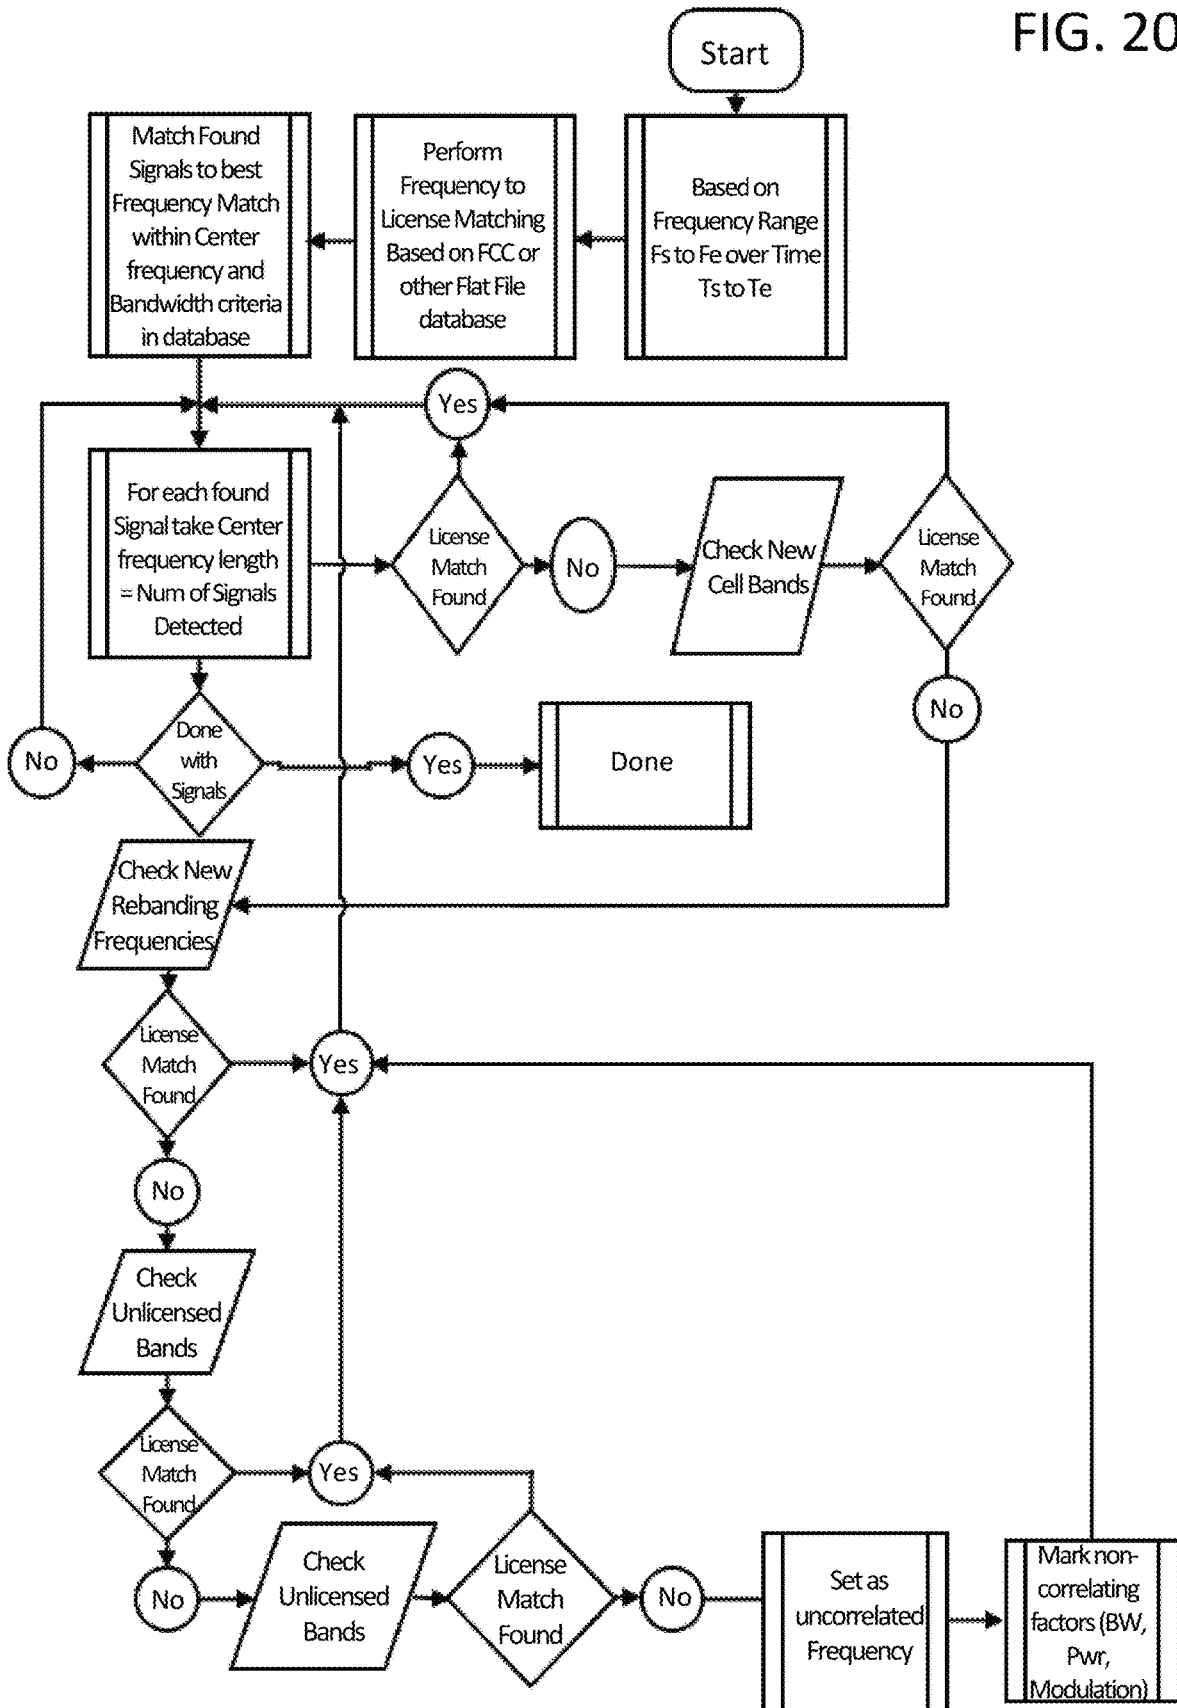 FIG. 20
Start
Match Found
Signals to best
Frequency Match
within Center
frequency and
Bandwidth criteria
in database
Perform
Frequency to
License Matching
Based on FCC or
other Flat File
database
Based on
Frequency Range
Fs to Fe over Time
Ts to Te
Yes
For each found
Signal take Center
frequency length
= Num of Signals
Detected
License
Match
Found
No
Check New
Cell Bands
License
Match
Found
No
No
Done
with
Signals
Yes
Done
Check New
Rebanding
Frequencies
License
Match
Found
Yes
No
Check
Unlicensed
Bands
License
Match
Found
Yes
No
Check
Unlicensed
Bands
License
Match
Found
No
Set as
uncorrelated
Frequency
Mark non-
correlating
factors (BW,
Pwr,
Modulation)